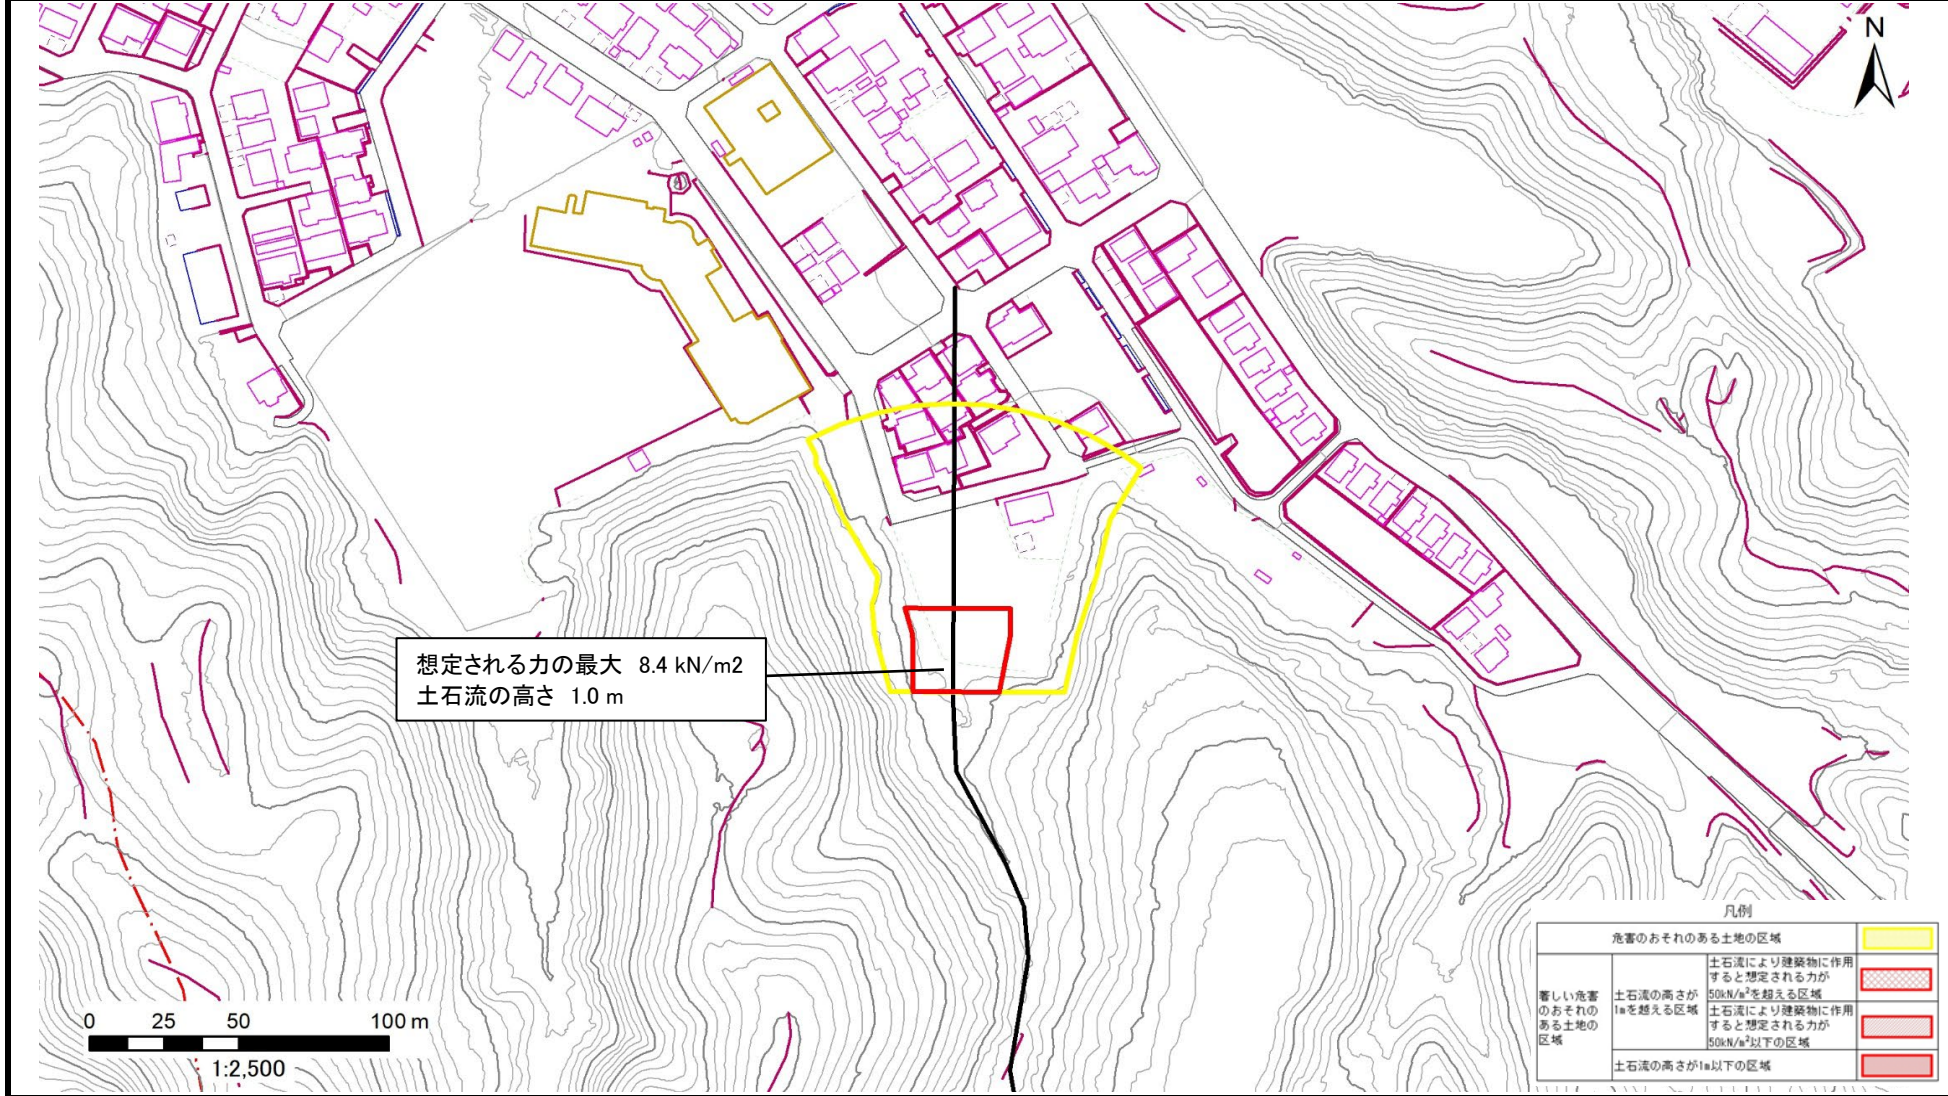 N
想定される力の最大 8.4 kN/m2
土石流の高さ 1.0 m
0 25 50 100 m
1:2,500
凡例
危害のおそれのある土地の区域
著しい危害
のおそれの
ある土地の
区域
土石流の高さが
1mを超える区域
土石流により建築物に作用
すると想定される力が
50kN/m²を超える区域
土石流により建築物に作用
すると想定される力が
50kN/m²以下の区域
土石流の高さが1m以下の区域